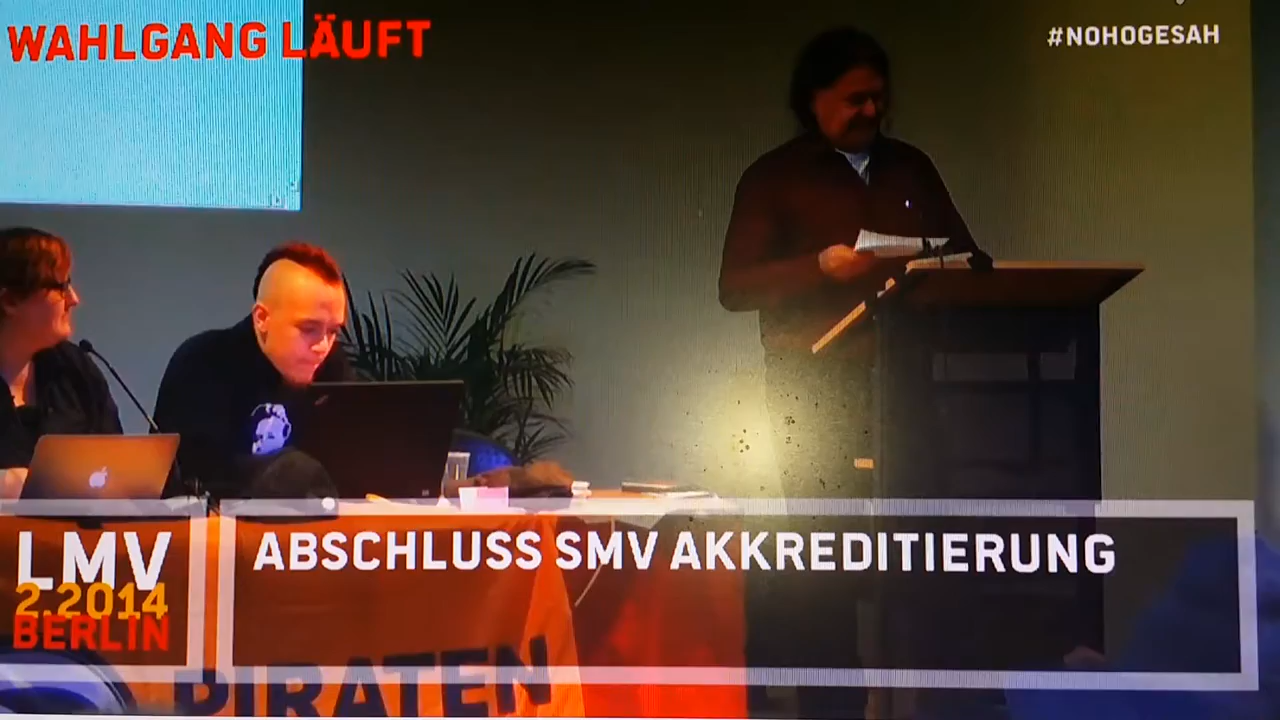 WAHLGANG LÄUFT
#NOHOGESAH
LMV
2.2014
BERLIN
ABSCHLUSS SMV AKKREDITIERUNG
PIRATEN